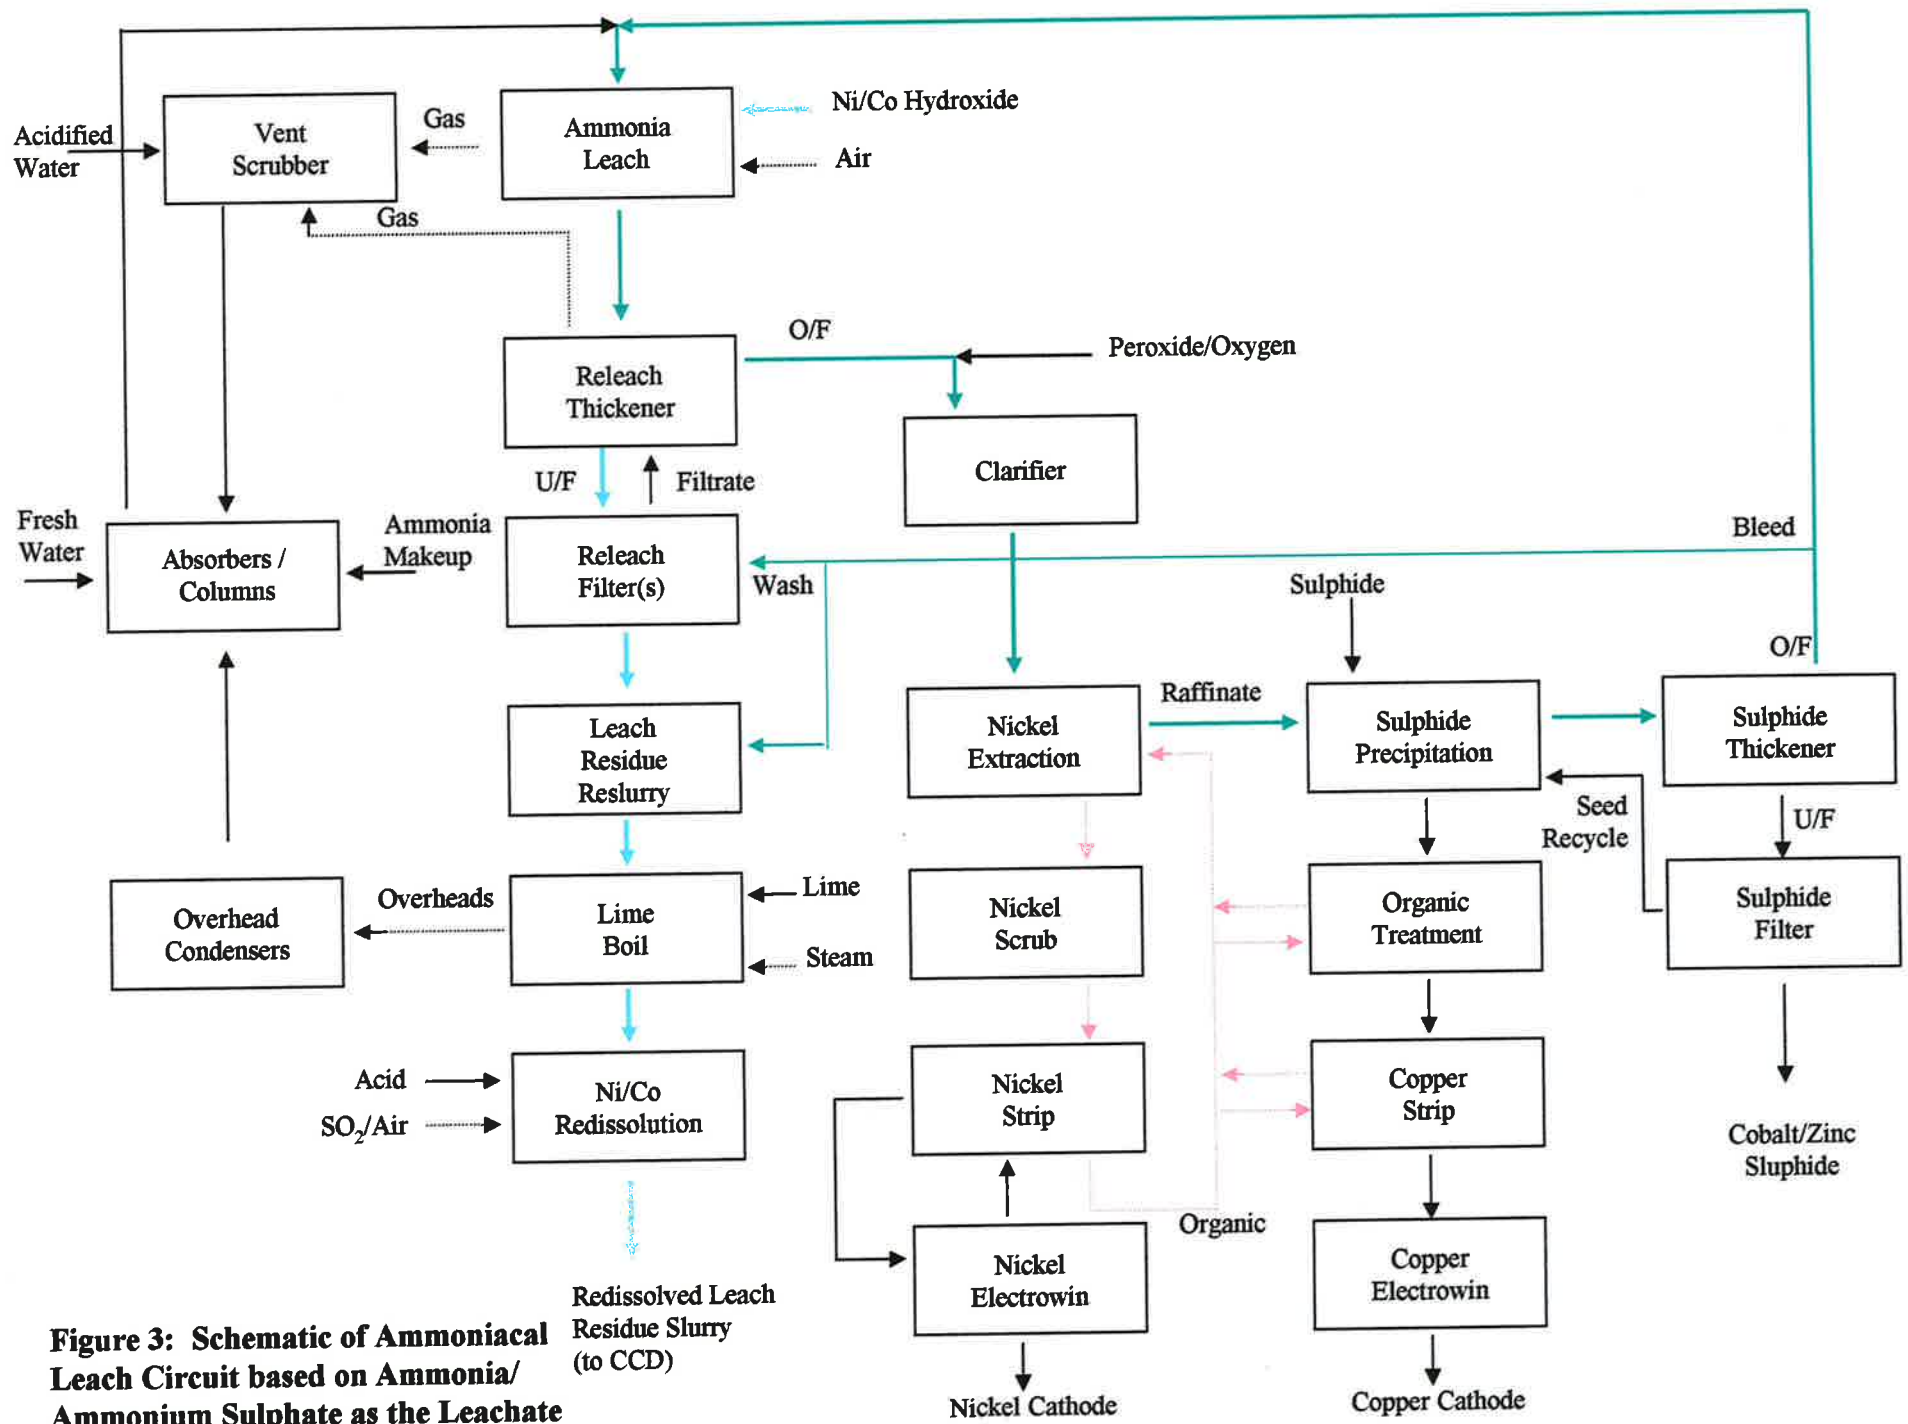 Ni/Co Hydroxide
Gas
Acidified
Water
Vent
Scrubber
Ammonia
Leach
Air
Gas
O/F
Peroxide/Oxygen
Releach
Thickener
Clarifier
U/F
Filtrate
Fresh
Water
Absorbers /
Columns
Ammonia
Makeup
Releach
Filter(s)
Wash
Bleed
Sulphide
O/F
Leach
Residue
Reslurry
Nickel
Extraction
Raffinate
Sulphide
Precipitation
Sulphide
Thickener
Seed
Recycle
U/F
Overhead
Condensers
Overheads
Lime
Boil
Lime
Steam
Nickel
Scrub
Organic
Treatment
Sulphide
Filter
Acid
SO2/Air
Ni/Co
Redissolution
Nickel
Strip
Copper
Strip
Cobalt/Zinc
Sluphide
Organic
Nickel
Electrowin
Copper
Electrowin
Redissolved Leach
Residue Slurry
(to CCD)
Nickel Cathode
Copper Cathode
Figure 3: Schematic of Ammoniacal
Leach Circuit based on Ammonia/
Ammonium Sulphate as the Leachate